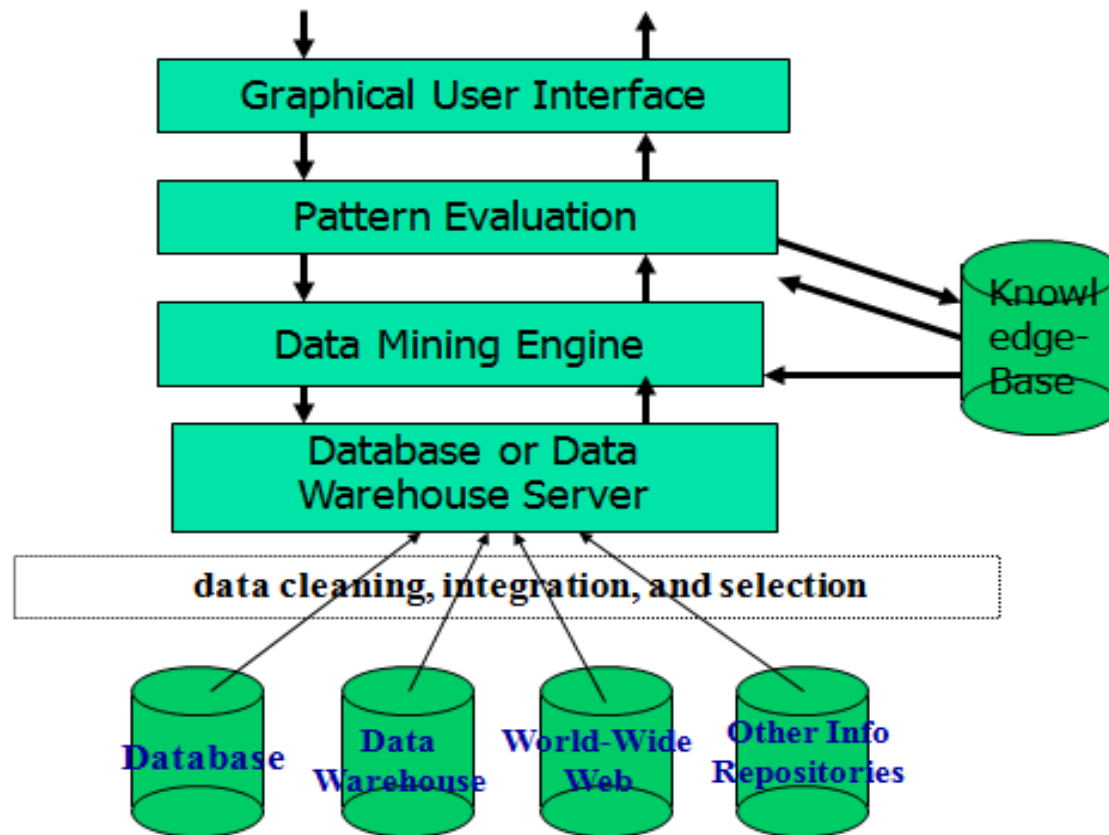 Graphical User Interface
Pattern Evaluation
Knowl
edge-
Base
Data Mining Engine
Database or Data
Warehouse Server
data cleaning, integration, and selection
Database
Data
Warehouse
World-Wide
Web
Other Info
Repositories